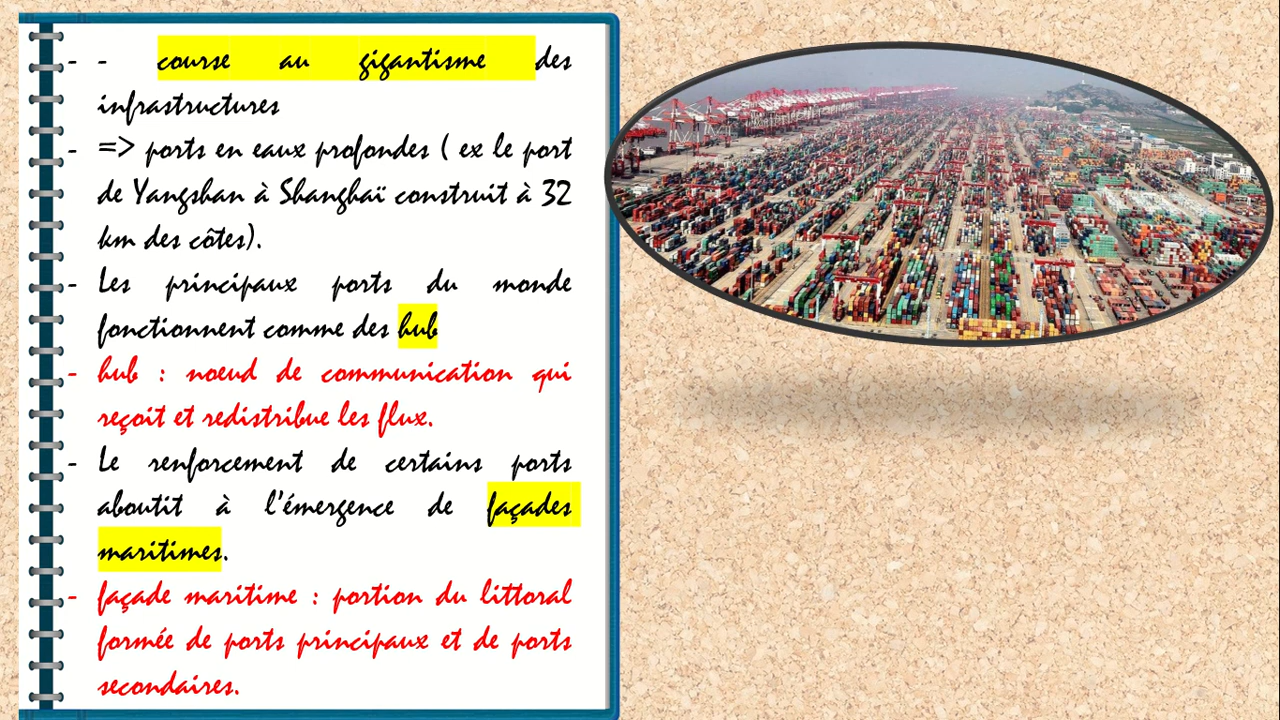 - - course au gigantisme des
infrastructures
- => ports en eaux profondes ( ex le port
de Yangshan à Shanghaï construit à 32
km des côtes).
- Les principaux ports du monde
fonctionnent comme des hub
- hub : noeud de communication qui
reçoit et redistribue les flux.
- Le renforcement de certains ports
aboutit à l'émergence de façades
maritimes.
- façade maritime : portion du littoral
formée de ports principaux et de ports
secondaires.